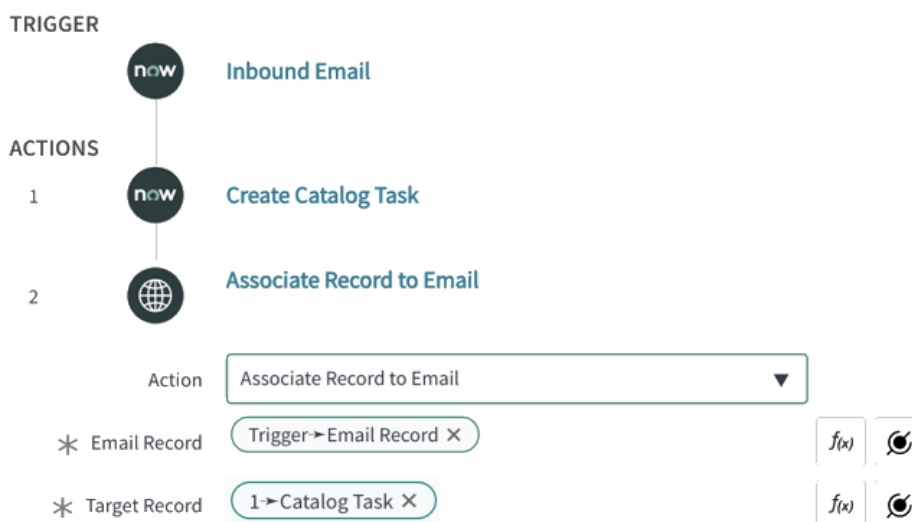 TRIGGER
now
Inbound Email
ACTIONS
1
now
Create Catalog Task
2
Associate Record to Email
Action Associate Record to Email ▼
* Email Record Trigger➛Email Record ✕ f(x)
* Target Record 1➛Catalog Task ✕ f(x)